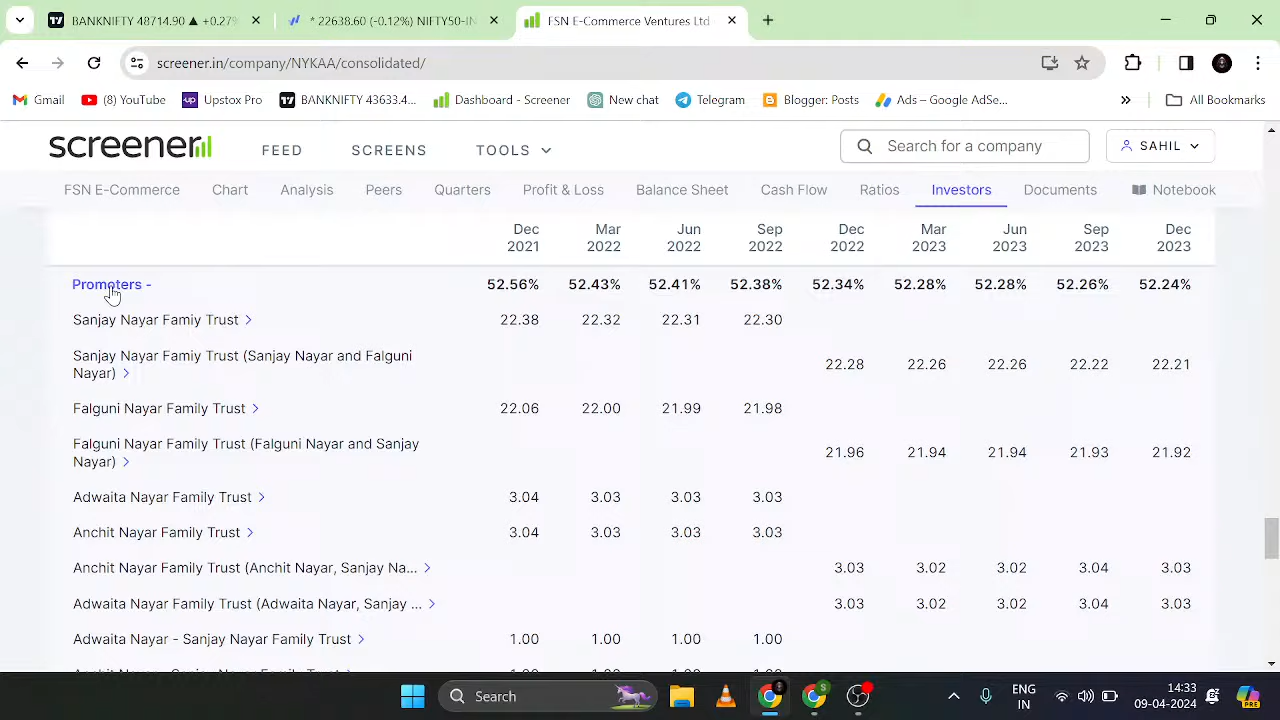 BANKNIFTY 48714.90 ▲ +0.27%
* 22638.60 (-0.12%) NIFTY50-IN
FSN E-Commerce Ventures Ltd
screener.in/company/NYKAA/consolidated/
Gmail
(8) YouTube
Upstox Pro
BANKNIFTY 43633.4...
Dashboard - Screener
New chat
Telegram
Blogger: Posts
Ads – Google AdSe...
All Bookmarks
screener
FEED
SCREENS
TOOLS
Search for a company
SAHIL
FSN E-Commerce Chart Analysis Peers Quarters Profit & Loss Balance Sheet Cash Flow Ratios Investors Documents Notebook
Dec Mar Jun Sep Dec Mar Jun Sep Dec
2021 2022 2022 2022 2022 2023 2023 2023 2023
Promoters - 52.56% 52.43% 52.41% 52.38% 52.34% 52.28% 52.28% 52.26% 52.24%
Sanjay Nayar Famiy Trust 22.38 22.32 22.31 22.30
Sanjay Nayar Famiy Trust (Sanjay Nayar and Falguni
Nayar) 22.28 22.26 22.26 22.22 22.21
Falguni Nayar Family Trust 22.06 22.00 21.99 21.98
Falguni Nayar Family Trust (Falguni Nayar and Sanjay
Nayar) 21.96 21.94 21.94 21.93 21.92
Adwaita Nayar Family Trust 3.04 3.03 3.03 3.03
Anchit Nayar Family Trust 3.04 3.03 3.03 3.03
Anchit Nayar Family Trust (Anchit Nayar, Sanjay Na... 3.03 3.02 3.02 3.04 3.03
Adwaita Nayar Family Trust (Adwaita Nayar, Sanjay ... 3.03 3.02 3.02 3.04 3.03
Adwaita Nayar - Sanjay Nayar Family Trust 1.00 1.00 1.00 1.00
Search
ENG
IN
14:33
09-04-2024
PRE